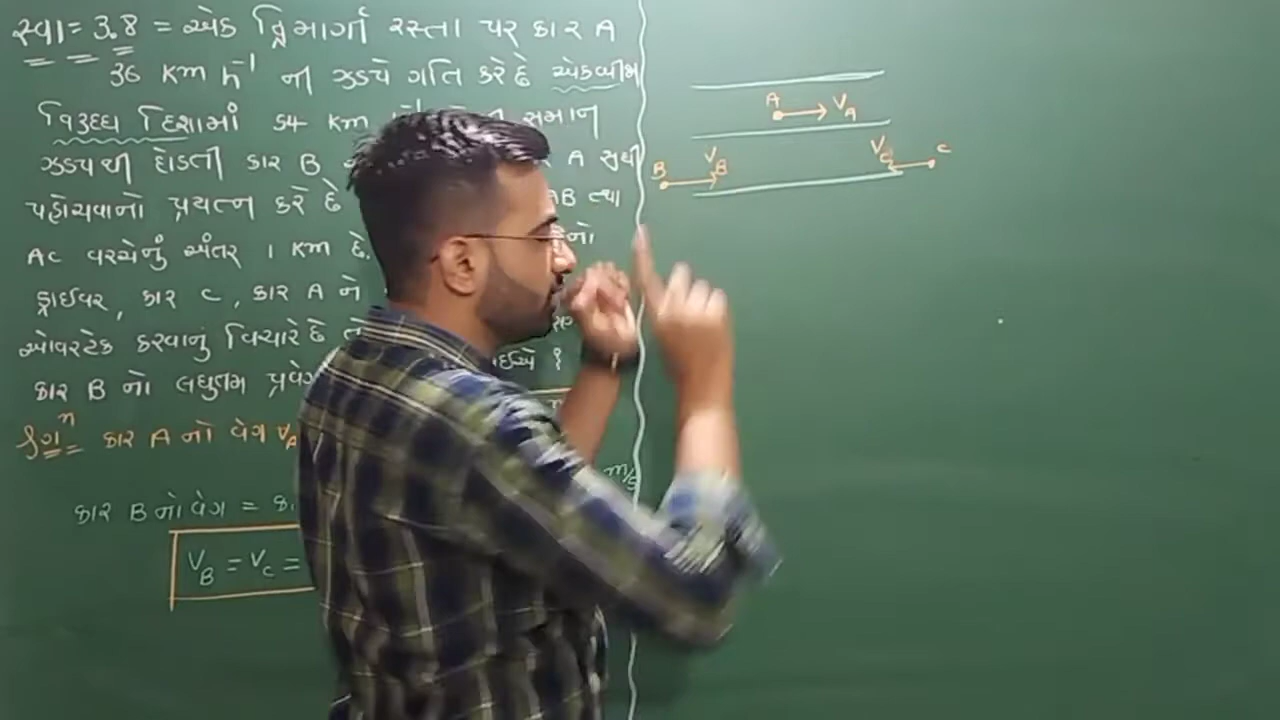 સ્વા = 3.8 = એક દ્વિમાર્ગી રસ્તા પર કાર A
36 Km h⁻¹ ની ઝડપે ગતિ કરે છે એકબીજા
વિરુદ્ધ દિશામાં 54 Km સમાન
ઝડપથી દોડતી કાર B A સુધી
પહોંચવાનો પ્રયત્ન કરે છે AB તથા
AC વચ્ચેનું અંતર 1 Km છે. નો
ડ્રાઈવર, કાર C, કાર A ને
ઓવરટેક કરવાનું વિચારે છે તો
કાર B નો લઘુતમ પ્રવેગ ?
કાર A નો વેગ V_A
m/s
કાર B નો વેગ =
V_B = V_C =
A V_A
B V_B V_C C